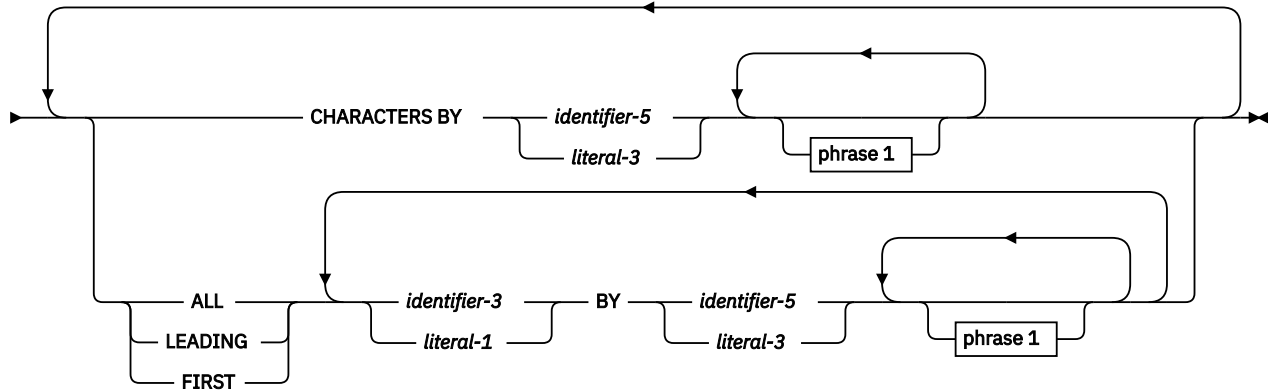 CHARACTERS BY identifier-5
literal-3
phrase 1
ALL identifier-3 BY identifier-5
LEADING literal-1 literal-3 phrase 1
FIRST